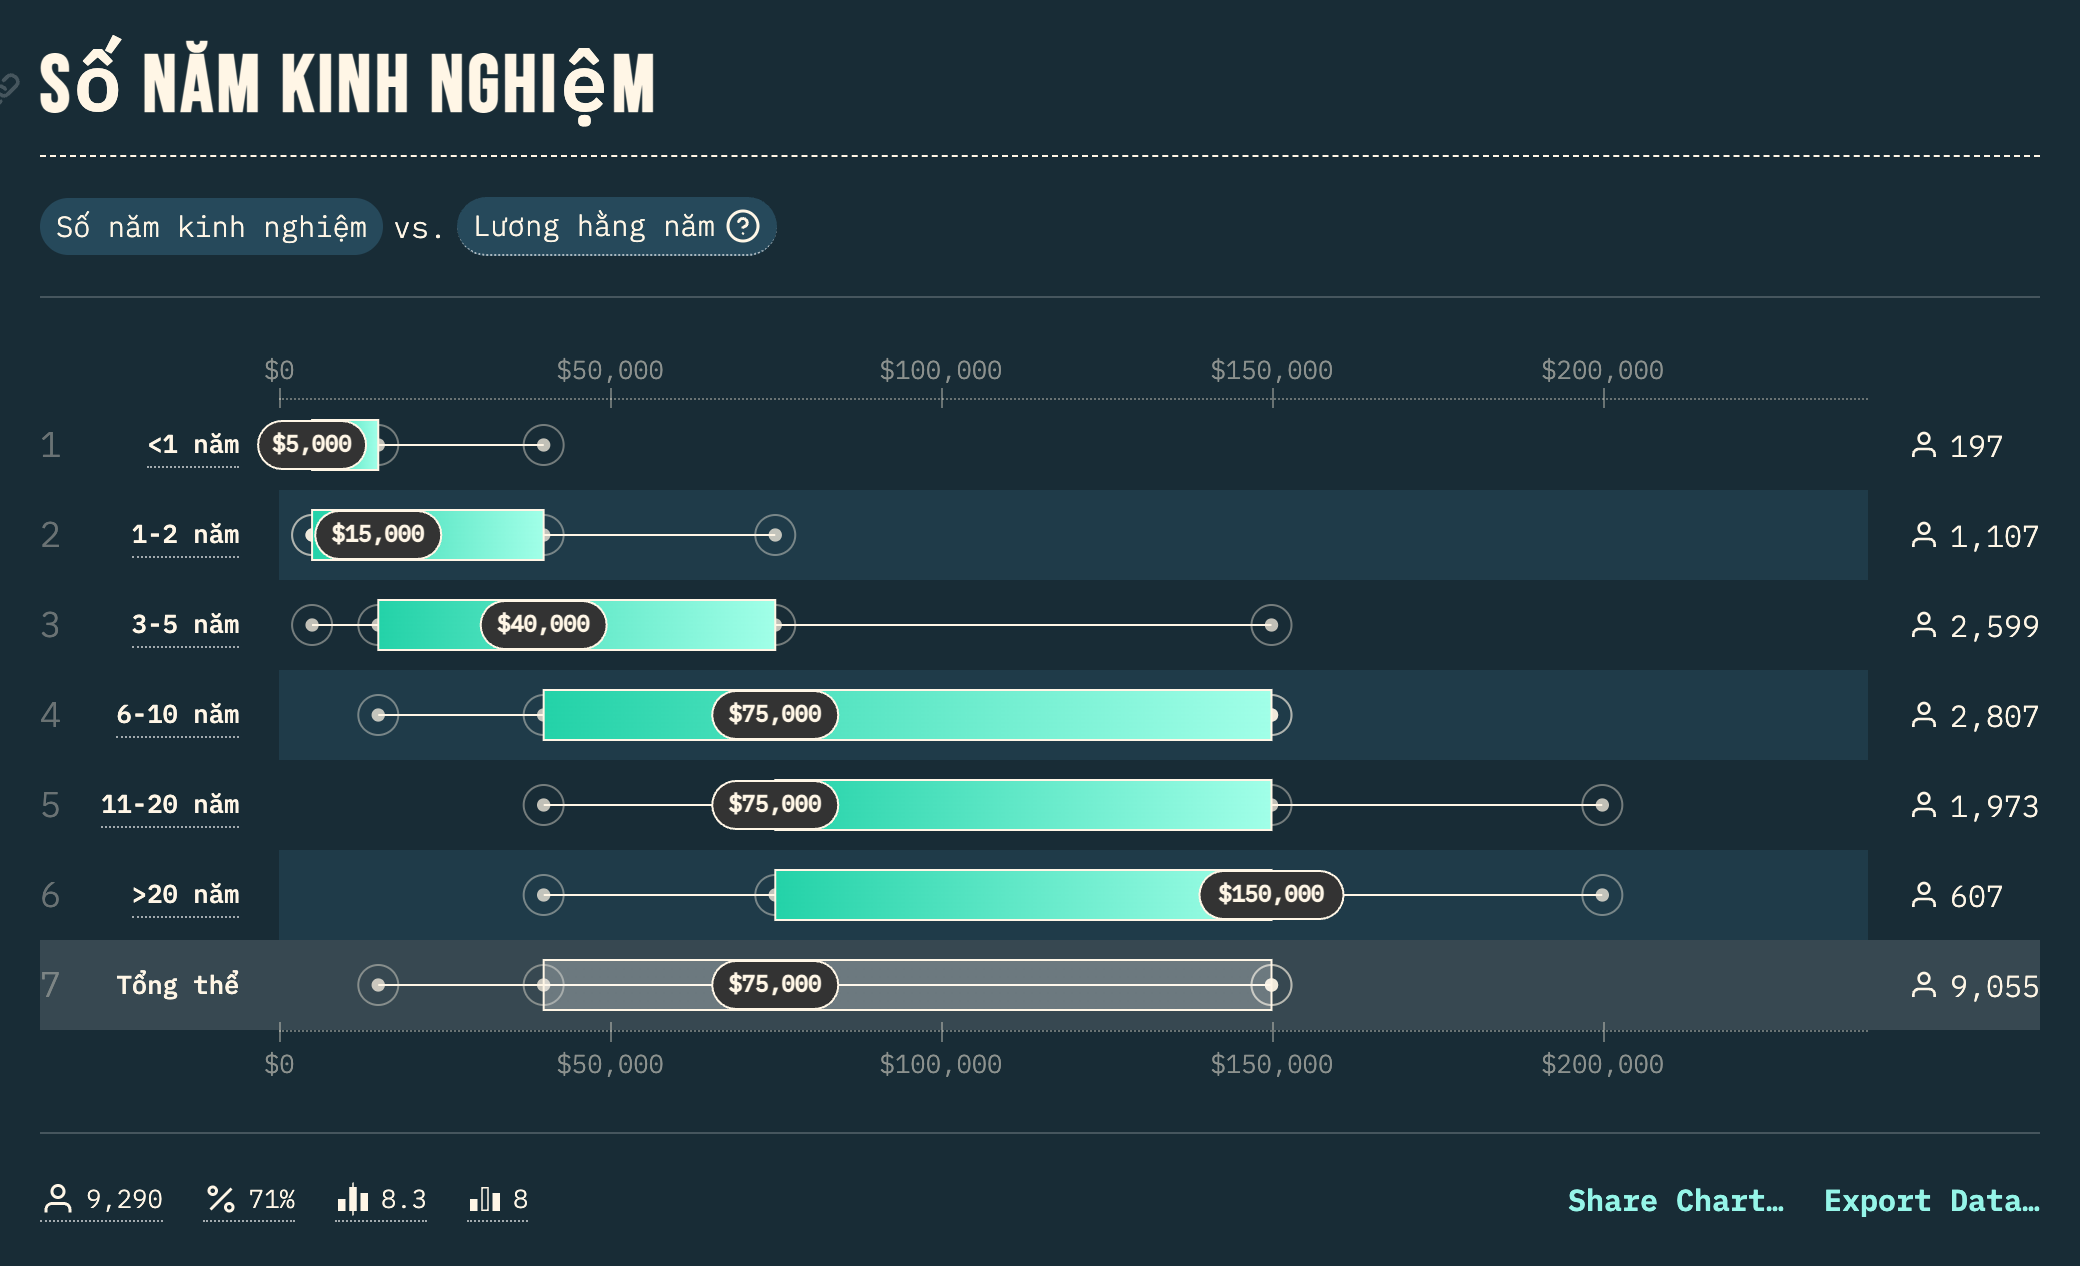 Số NĂM KINH NGHIỆM
Số năm kinh nghiệm vs. Lương hằng năm ?
$0 $50,000 $100,000 $150,000 $200,000
1 <1 năm $5,000 197
2 1-2 năm $15,000 1,107
3 3-5 năm $40,000 2,599
4 6-10 năm $75,000 2,807
5 11-20 năm $75,000 1,973
6 >20 năm $150,000 607
7 Tổng thể $75,000 9,055
$0 $50,000 $100,000 $150,000 $200,000
9,290 71% 8.3 8 Share Chart… Export Data…